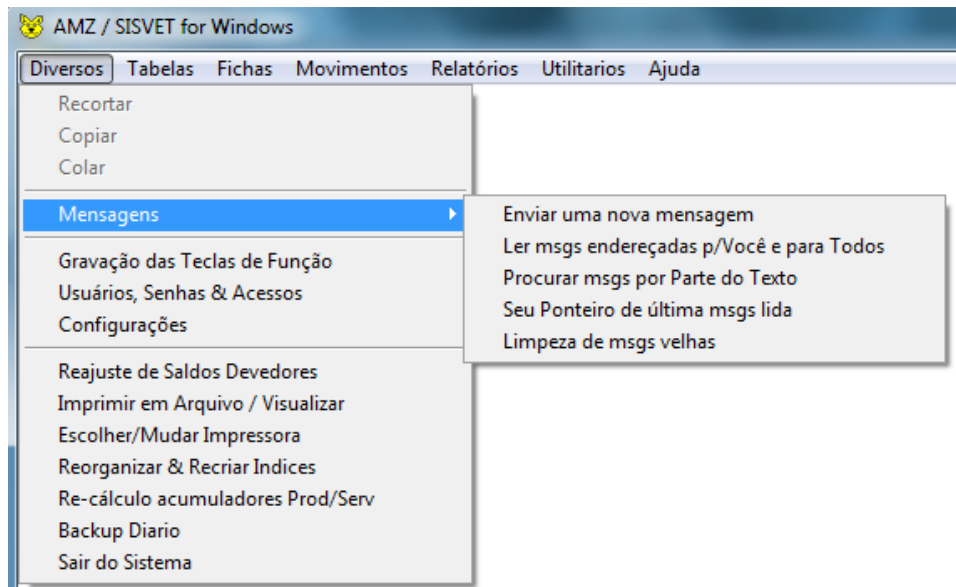 AMZ / SISVET for Windows
Diversos Tabelas Fichas Movimentos Relatórios Utilitarios Ajuda
Recortar
Copiar
Colar
Mensagens
Enviar uma nova mensagem
Ler msgs endereçadas p/Você e para Todos
Procurar msgs por Parte do Texto
Seu Ponteiro de última msgs lida
Limpeza de msgs velhas
Gravação das Teclas de Função
Usuários, Senhas & Acessos
Configurações
Reajuste de Saldos Devedores
Imprimir em Arquivo / Visualizar
Escolher/Mudar Impressora
Reorganizar & Recriar Indices
Re-cálculo acumuladores Prod/Serv
Backup Diario
Sair do Sistema